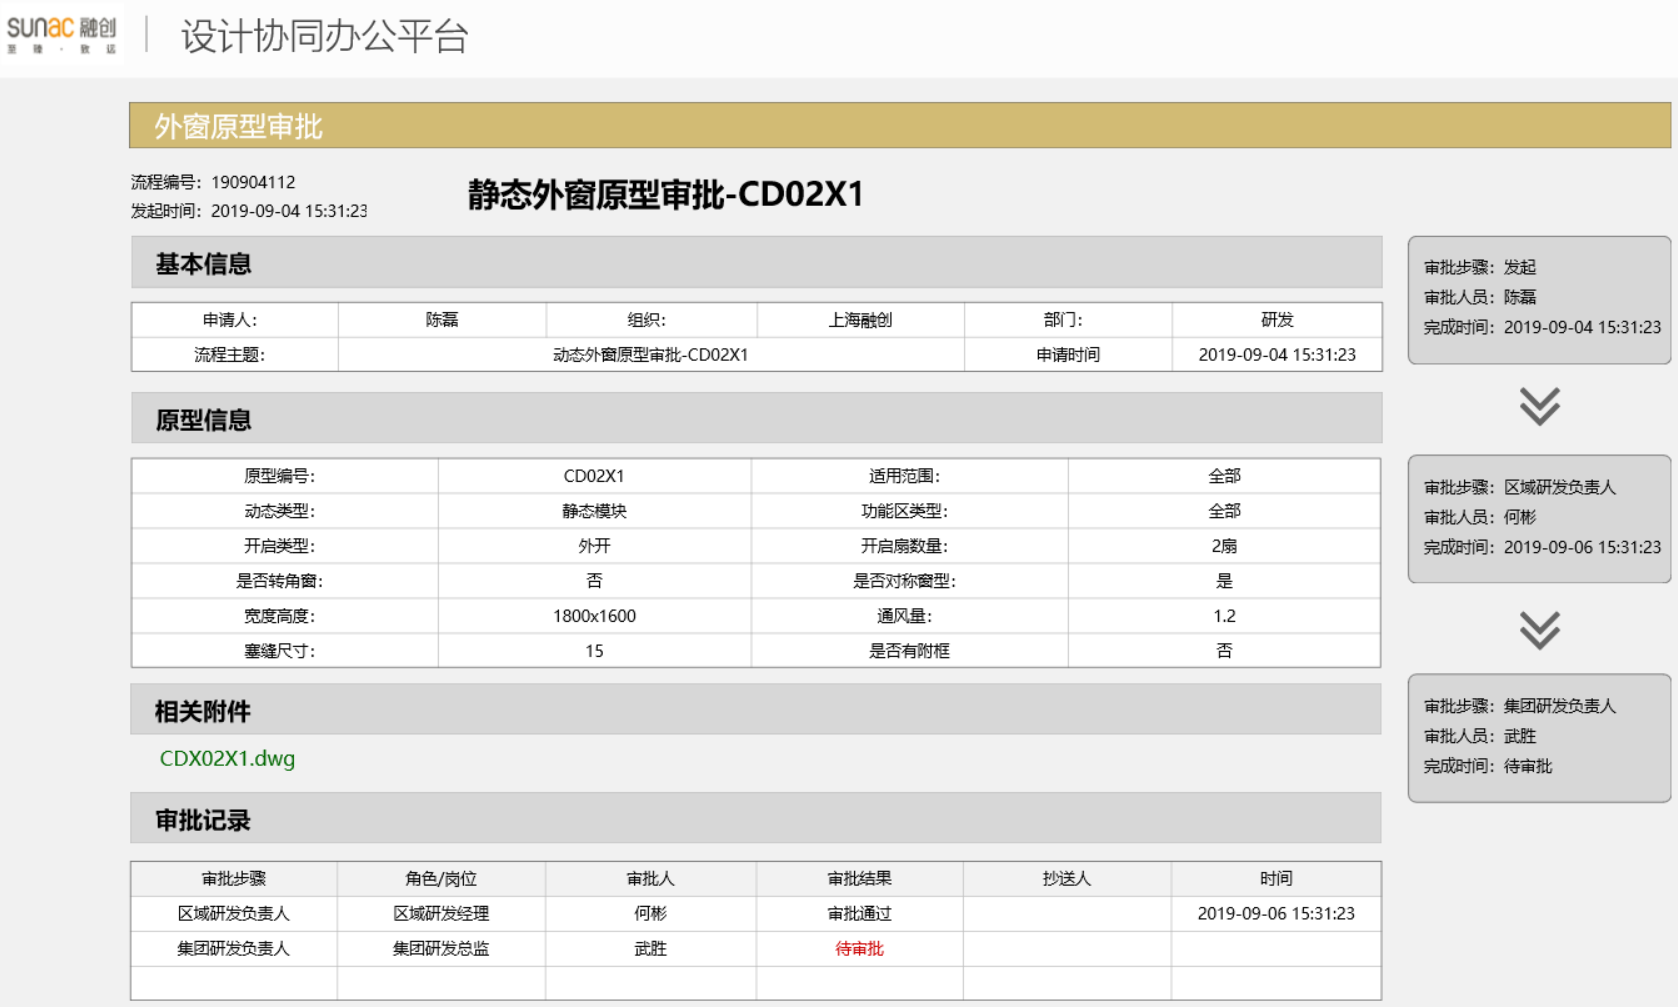 sunac 融创
至臻·致远
设计协同办公平台
外窗原型审批
流程编号：190904112
发起时间：2019-09-04 15:31:23
静态外窗原型审批-CD02X1
基本信息
申请人： 陈磊 组织： 上海融创 部门： 研发
流程主题： 动态外窗原型审批-CD02X1 申请时间 2019-09-04 15:31:23
原型信息
原型编号： CD02X1 适用范围： 全部
动态类型： 静态模块 功能区类型： 全部
开启类型： 外开 开启扇数量： 2扇
是否转角窗： 否 是否对称窗型： 是
宽度高度： 1800x1600 通风量： 1.2
塞缝尺寸： 15 是否有附框 否
相关附件
CDX02X1.dwg
审批记录
审批步骤 角色/岗位 审批人 审批结果 抄送人 时间
区域研发负责人 区域研发经理 何彬 审批通过 2019-09-06 15:31:23
集团研发负责人 集团研发总监 武胜 待审批
审批步骤：发起
审批人员：陈磊
完成时间：2019-09-04 15:31:23
审批步骤：区域研发负责人
审批人员：何彬
完成时间：2019-09-06 15:31:23
审批步骤：集团研发负责人
审批人员：武胜
完成时间：待审批